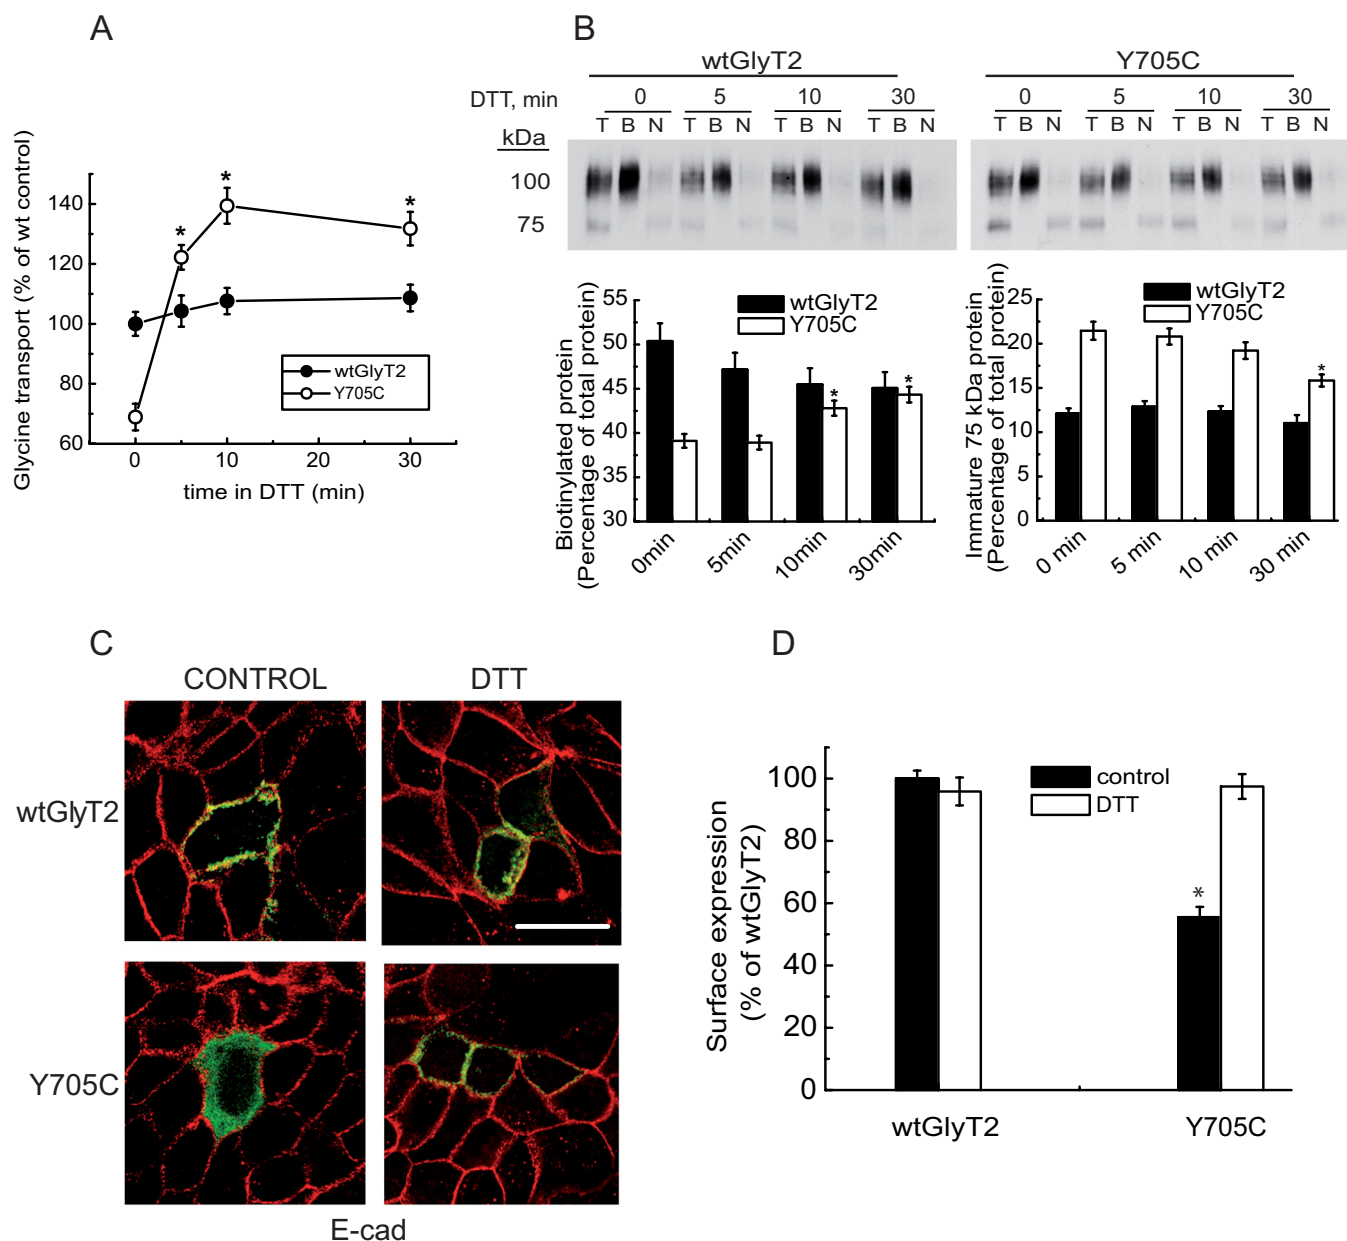 A
Glycine transport (% of wt control)
140
120
100
80
60
*
*
*
wtGlyT2
Y705C
0
10
20
30
time in DTT (min)
B
wtGlyT2
Y705C
DTT, min
0
5
10
30
0
5
10
30
T B N
T B N
T B N
T B N
T B N
T B N
T B N
T B N
kDa
100
75
Biotinylated protein
(Percentage of total protein)
55
50
45
40
35
30
wtGlyT2
Y705C
*
*
0min
5min
10min
30min
Immature 75 kDa protein
(Percentage of total protein)
25
20
15
10
5
0
wtGlyT2
Y705C
*
0 min
5 min
10 min
30 min
C
CONTROL
DTT
wtGlyT2
Y705C
E-cad
D
Surface expression
(% of wtGlyT2)
100
80
60
40
20
0
control
DTT
*
wtGlyT2
Y705C